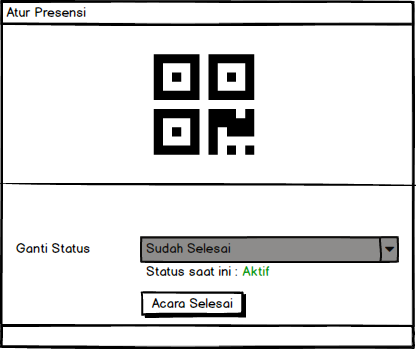 Atur Presensi
Ganti Status
Sudah Selesai
Status saat ini : Aktif
Acara Selesai